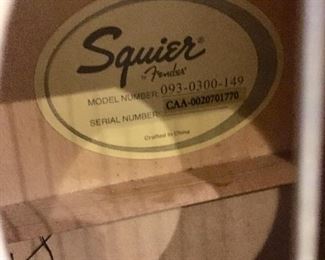 Squier®
by Fender
MODEL NUMBER: 093-0300-149
SERIAL NUMBER: CAA-0020701770
Crafted in China